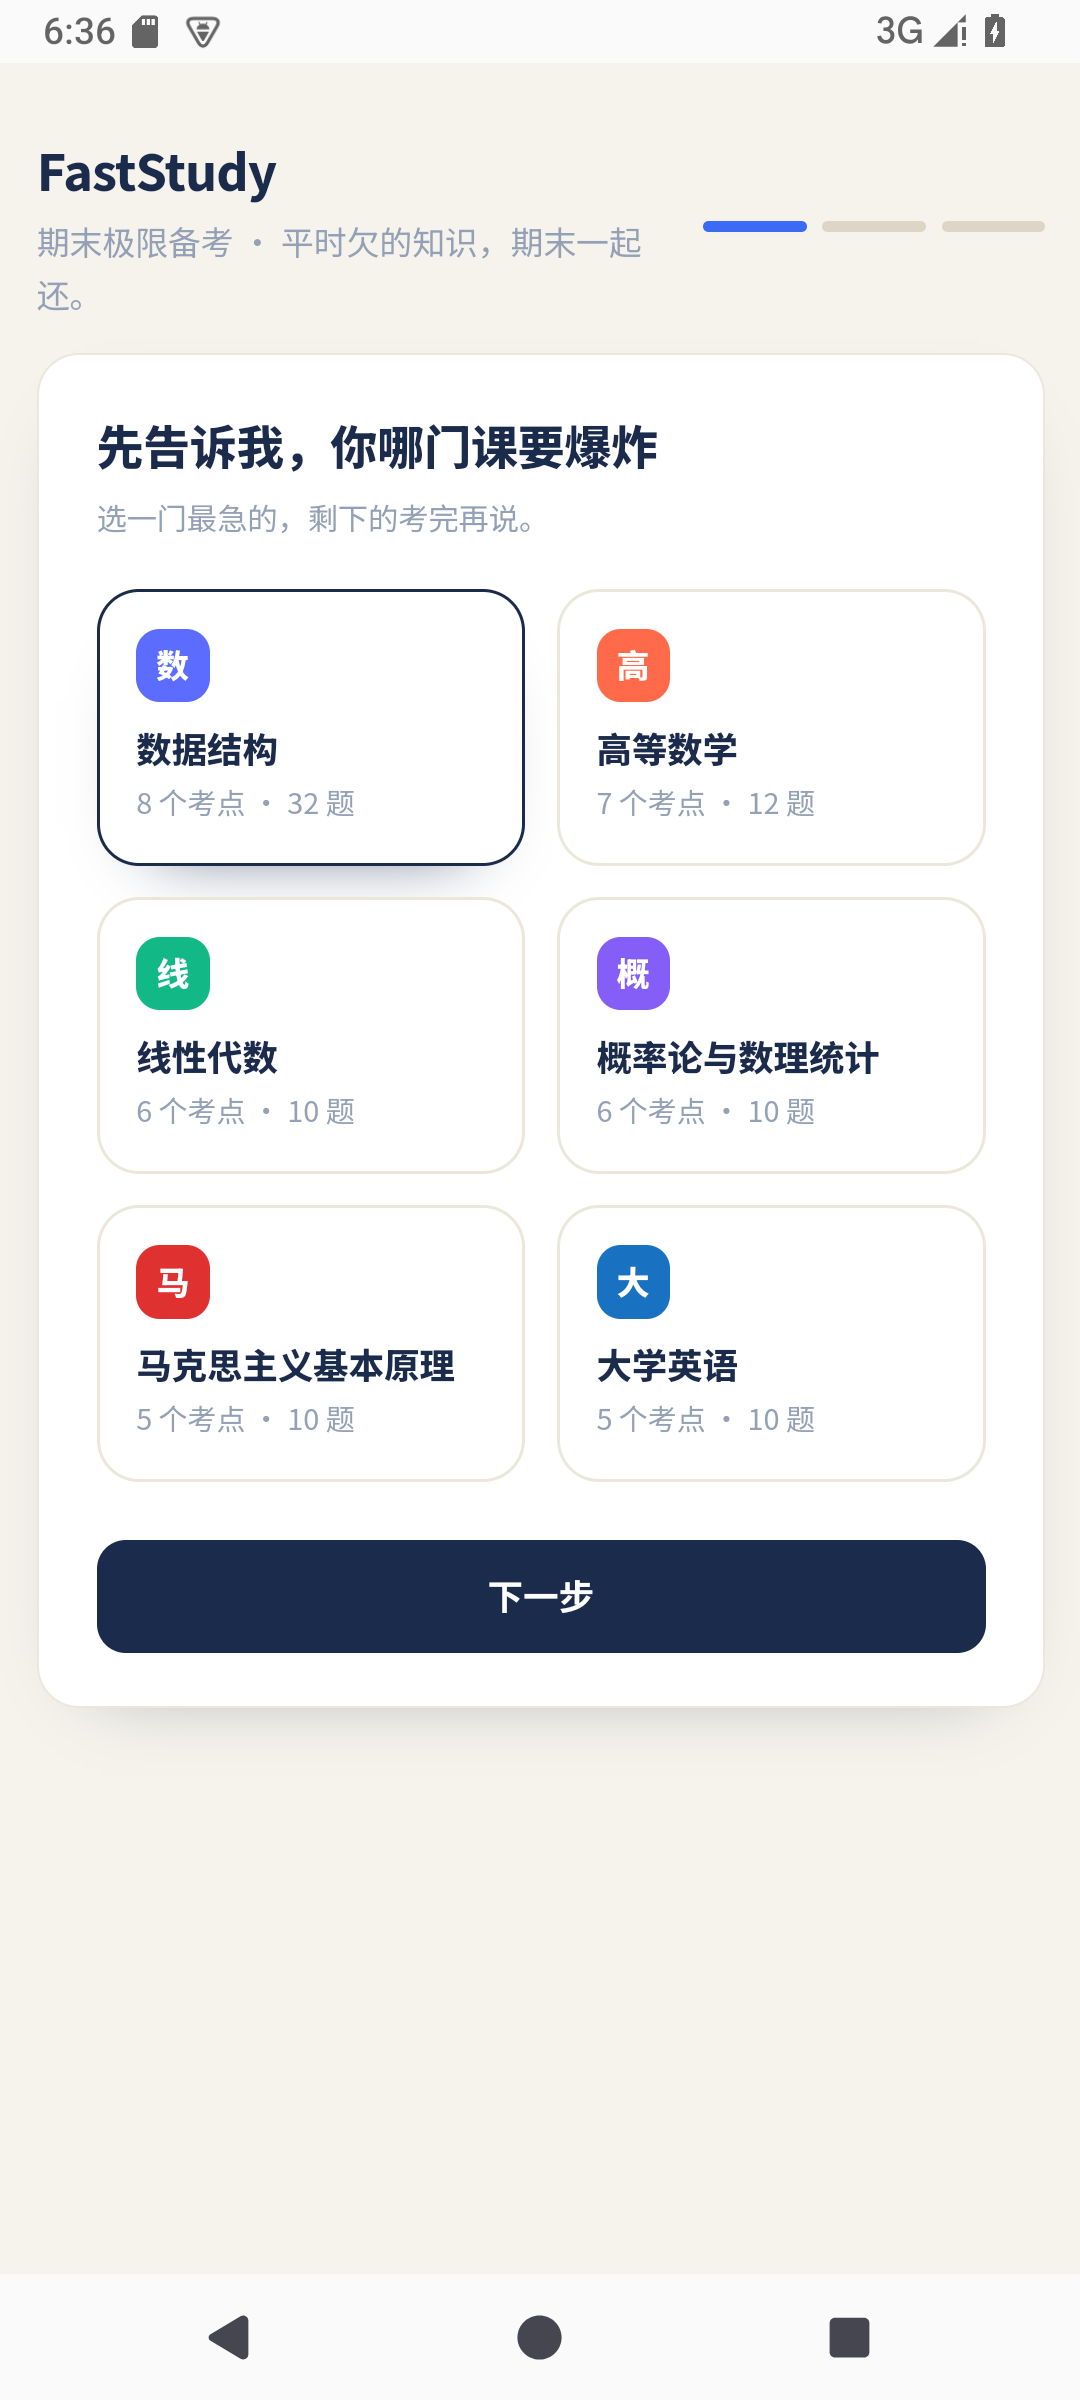 6:36
3G
FastStudy
期末极限备考 · 平时欠的知识，期末一起
还。
先告诉我，你哪门课要爆炸
选一门最急的，剩下的考完再说。
数
数据结构
8 个考点 · 32 题
高
高等数学
7 个考点 · 12 题
线
线性代数
6 个考点 · 10 题
概
概率论与数理统计
6 个考点 · 10 题
马
马克思主义基本原理
5 个考点 · 10 题
大
大学英语
5 个考点 · 10 题
下一步